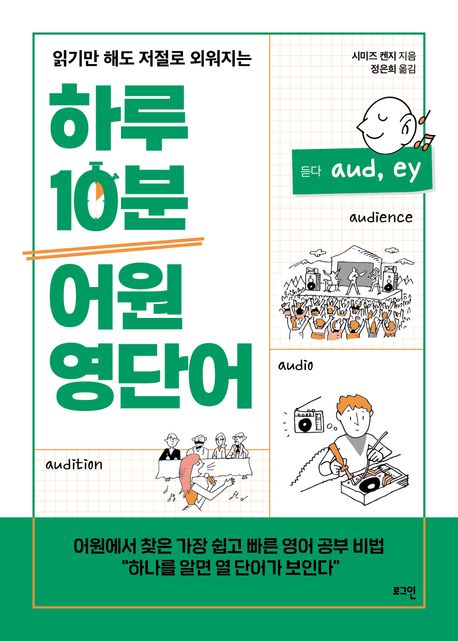 읽기만 해도 저절로 외워지는
하루
10분
어원
영단어
시미즈 켄지 지음
정은희 옮김
듣다 aud, ey
audience
audio
audition
어원에서 찾은 가장 쉽고 빠른 영어 공부 비법
"하나를 알면 열 단어가 보인다"
로그인